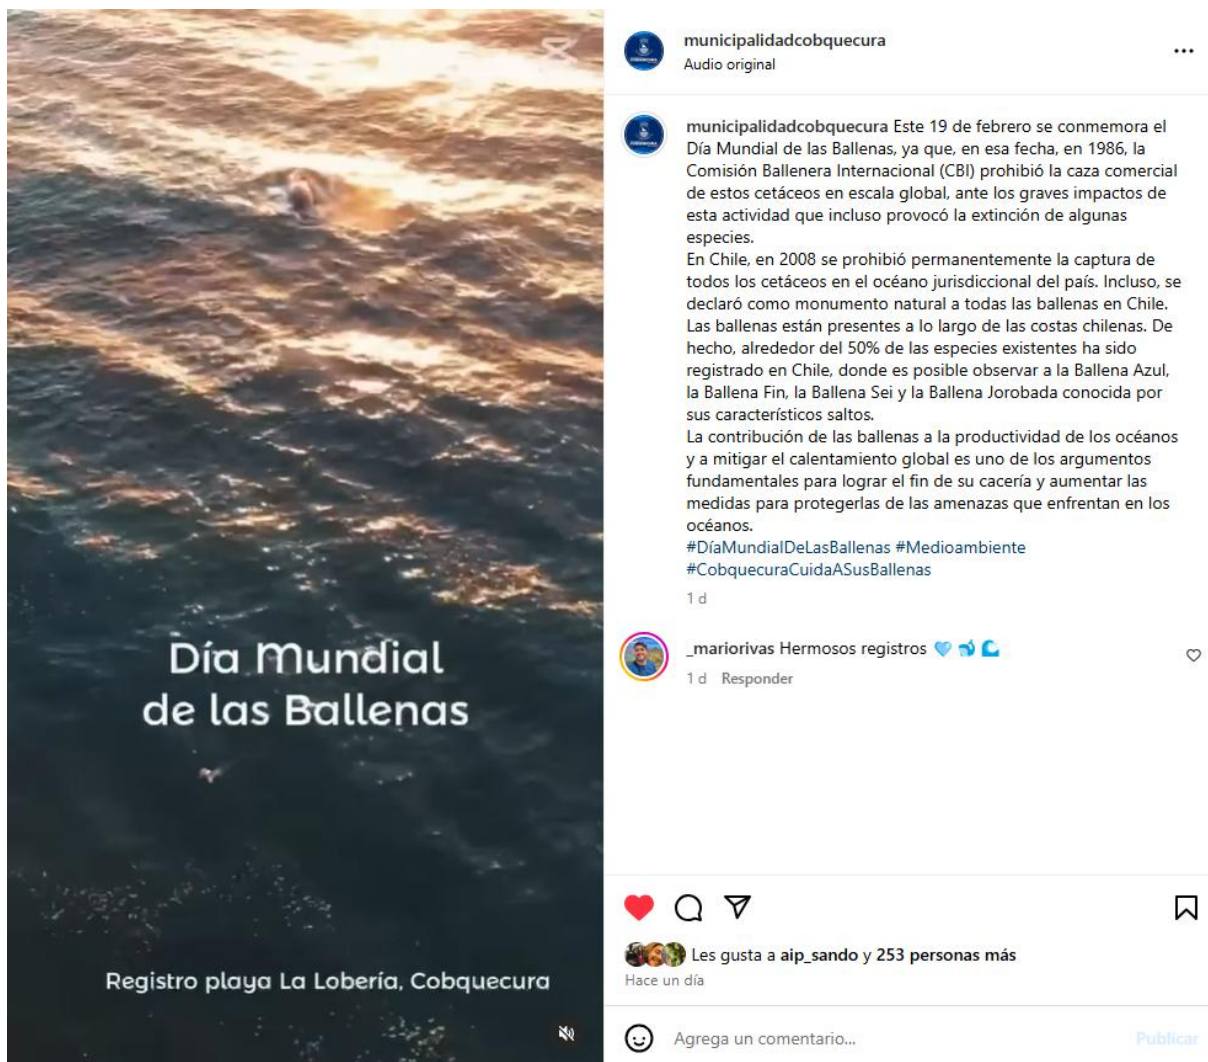 Día Mundial
de las Ballenas
Registro playa La Lobería, Cobquecura
municipalidadcobquecura
Audio original
municipalidadcobquecura Este 19 de febrero se conmemora el
Día Mundial de las Ballenas, ya que, en esa fecha, en 1986, la
Comisión Ballenera Internacional (CBI) prohibió la caza comercial
de estos cetáceos en escala global, ante los graves impactos de
esta actividad que incluso provocó la extinción de algunas
especies.
En Chile, en 2008 se prohibió permanentemente la captura de
todos los cetáceos en el océano jurisdiccional del país. Incluso, se
declaró como monumento natural a todas las ballenas en Chile.
Las ballenas están presentes a lo largo de las costas chilenas. De
hecho, alrededor del 50% de las especies existentes ha sido
registrado en Chile, donde es posible observar a la Ballena Azul,
la Ballena Fin, la Ballena Sei y la Ballena Jorobada conocida por
sus característicos saltos.
La contribución de las ballenas a la productividad de los océanos
y a mitigar el calentamiento global es uno de los argumentos
fundamentales para lograr el fin de su cacería y aumentar las
medidas para protegerlas de las amenazas que enfrentan en los
océanos.
#DíaMundialDeLasBallenas #Medioambiente
#CobquecuraCuidaASusBallenas
1 d
_mariorivas Hermosos registros 🩵 🐋 🌊
1 d Responder
Les gusta a aip_sando y 253 personas más
Hace un día
Agrega un comentario...
Publicar